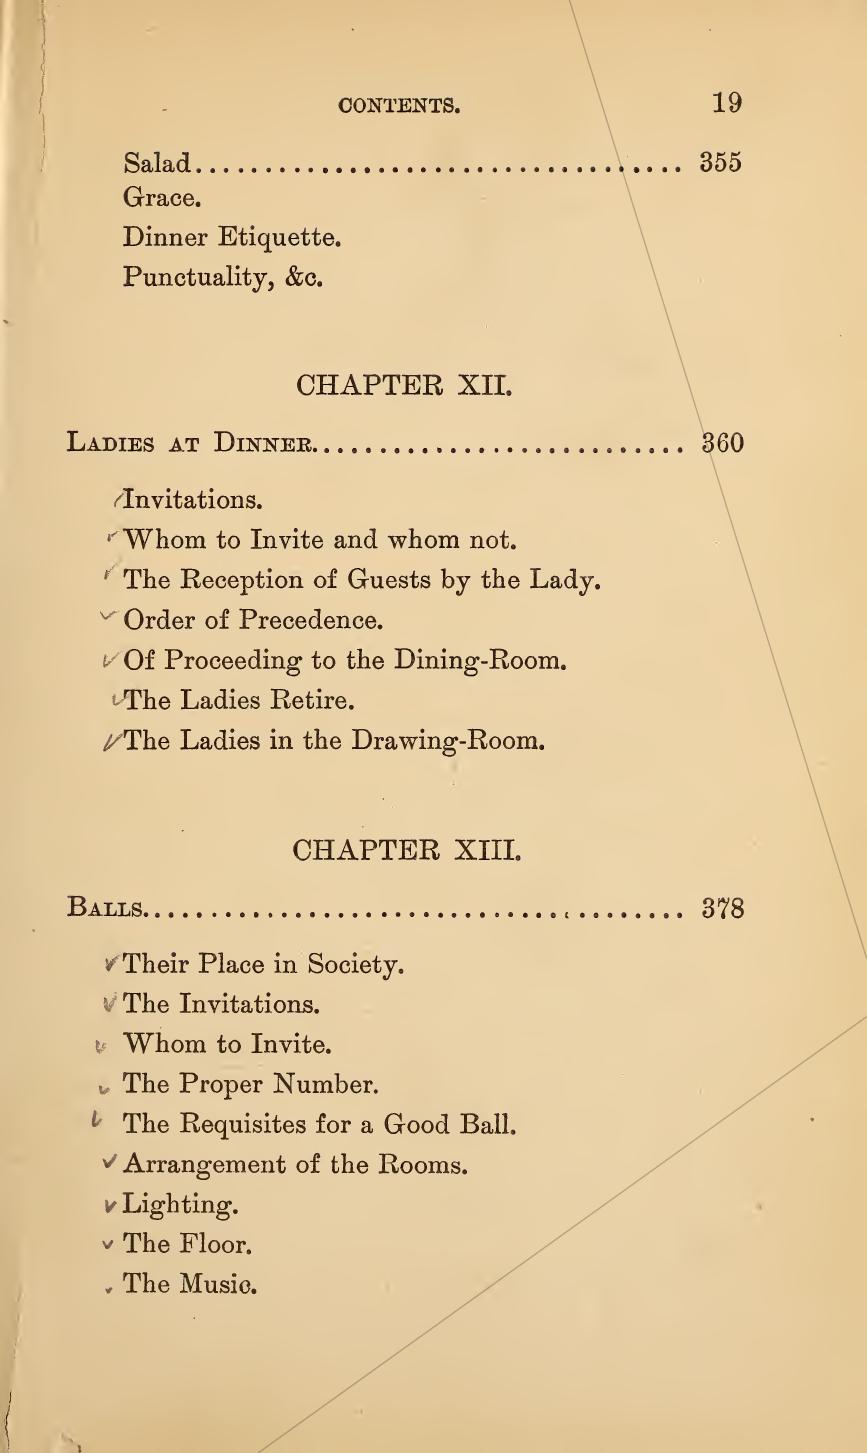 CONTENTS. 19
Salad................................... 355
Grace.
Dinner Etiquette.
Punctuality, &c.
CHAPTER XII.
LADIES AT DINNER........................... 360
Invitations.
Whom to Invite and whom not.
The Reception of Guests by the Lady.
Order of Precedence.
Of Proceeding to the Dining-Room.
The Ladies Retire.
The Ladies in the Drawing-Room.
CHAPTER XIII.
BALLS....................................... 378
Their Place in Society.
The Invitations.
Whom to Invite.
The Proper Number.
The Requisites for a Good Ball.
Arrangement of the Rooms.
Lighting.
The Floor.
The Music.